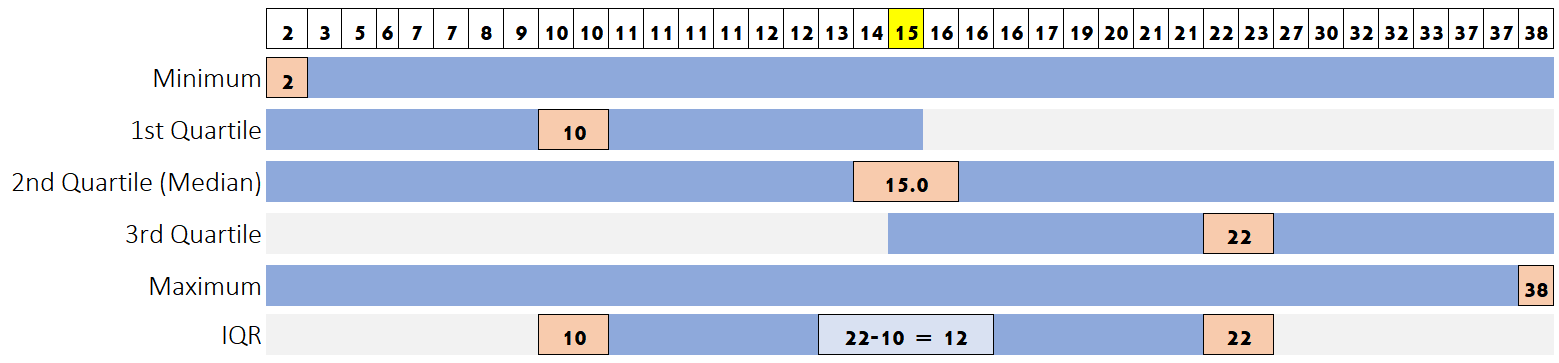 2 3 5 6 7 7 8 9 10 10 11 11 11 11 12 12 13 14 15 16 16 16 17 19 20 21 21 22 23 27 30 32 32 33 37 37 38
Minimum 2
1st Quartile 10
2nd Quartile (Median) 15.0
3rd Quartile 22
Maximum 38
IQR 10 22-10 = 12 22